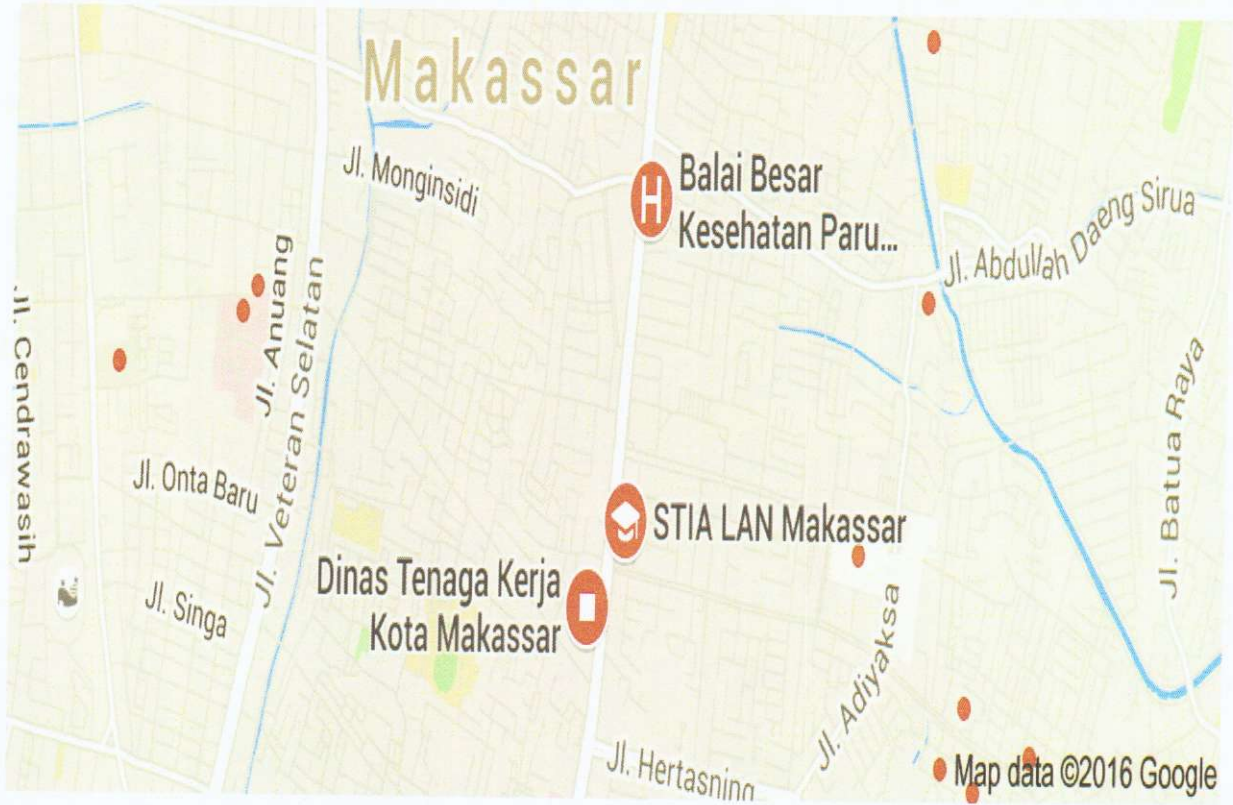 Makassar
Jl. Monginsidi
Balai Besar
Kesehatan Paru...
Jl. Abdullah Daeng Sirua
Jl. Cendrawasih
Jl. Anuang
Jl. Veteran Selatan
Jl. Batua Raya
Jl. Onta Baru
STIA LAN Makassar
Dinas Tenaga Kerja
Kota Makassar
Jl. Singa
Jl. Adiyaksa
Jl. Hertasning
Map data ©2016 Google